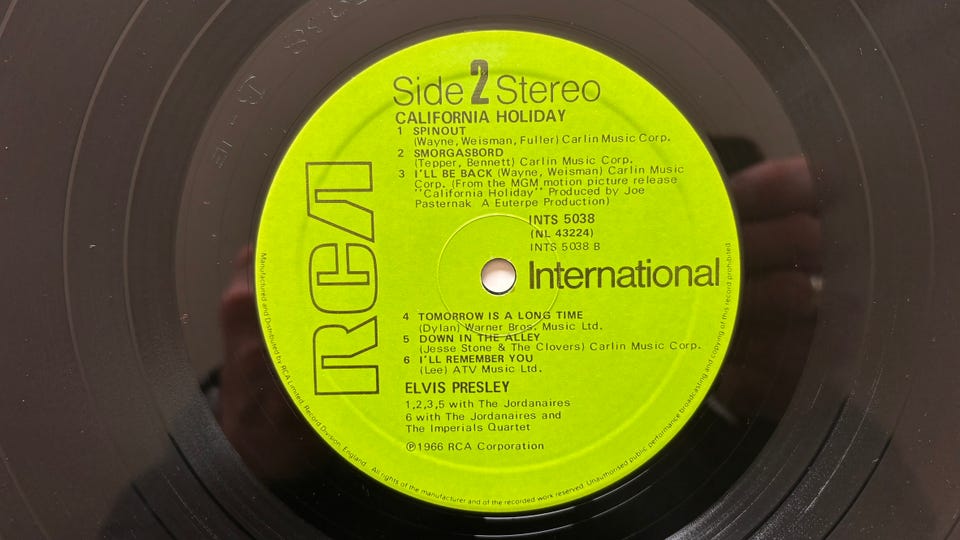 Side 2 Stereo
CALIFORNIA HOLIDAY
1 SPINOUT
(Wayne, Weisman, Fuller) Carlin Music Corp.
2 SMORGASBORD
(Tepper, Bennett) Carlin Music Corp.
3 I'LL BE BACK (Wayne, Weisman) Carlin Music
Corp. (From the MGM motion picture release
"California Holiday" Produced by Joe
Pasternak A Euterpe Production)
RCA
INTS 5038
(NL 43224)
INTS 5038 B
International
4 TOMORROW IS A LONG TIME
(Dylan) Warner Bros. Music Ltd.
5 DOWN IN THE ALLEY
(Jesse Stone & The Clovers) Carlin Music Corp.
6 I'LL REMEMBER YOU
(Lee) ATV Music Ltd.
ELVIS PRESLEY
1,2,3,5 with The Jordanaires
6 with The Jordanaires and
The Imperials Quartet
℗1966 RCA Corporation
Manufactured and Distributed by RCA Limited, Record Division, England. All rights of the manufacturer and of the recorded work reserved. Unauthorised public performance broadcasting and copying of this record prohibited